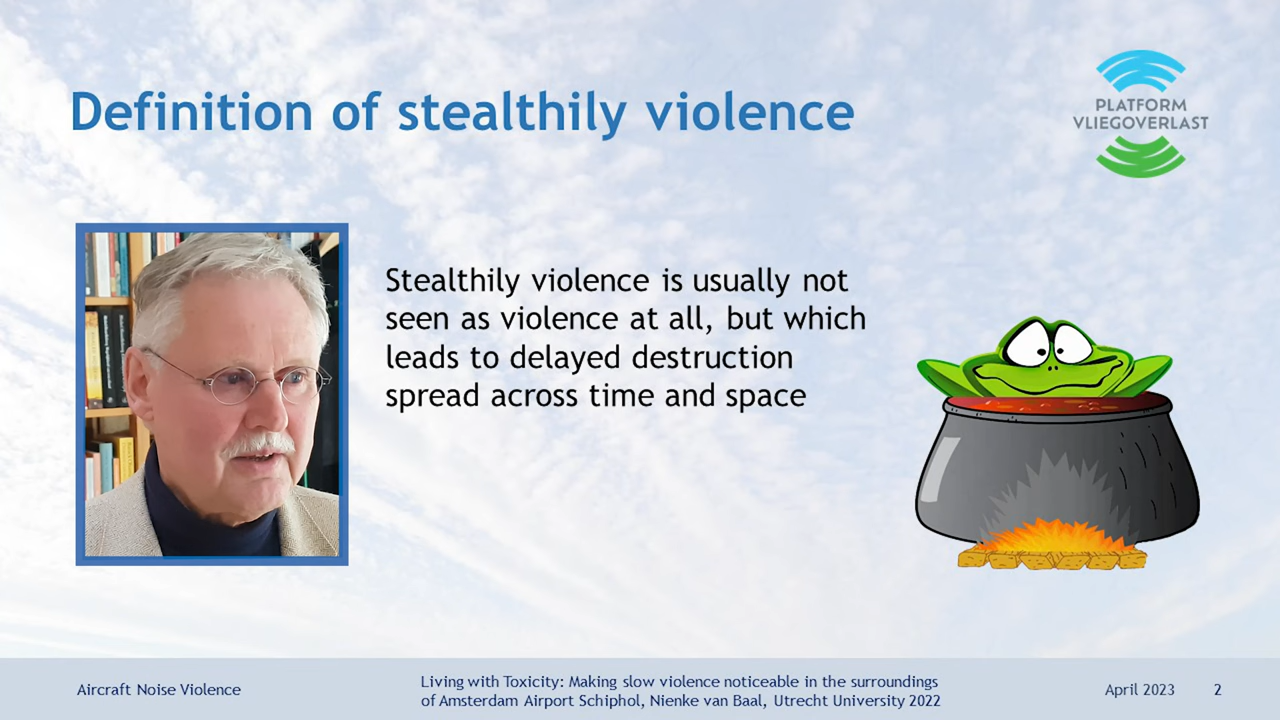 Definition of stealthily violence
PLATFORM
VLIEGOVERLAST
Stealthily violence is usually not
seen as violence at all, but which
leads to delayed destruction
spread across time and space
Aircraft Noise Violence
Living with Toxicity: Making slow violence noticeable in the surroundings
of Amsterdam Airport Schiphol, Nienke van Baal, Utrecht University 2022
April 2023
2